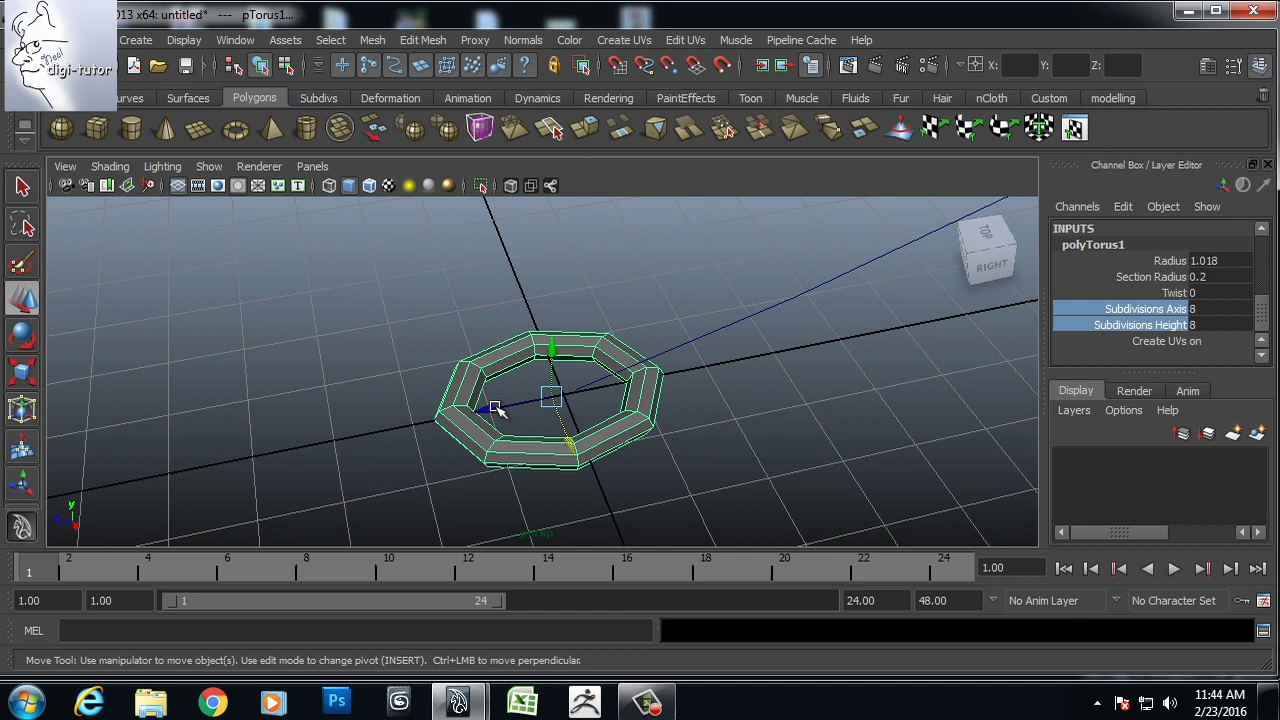 013 x64: untitled* --- pTorus1...
Deal
digi-tutor
Create Display Window Assets Select Mesh Edit Mesh Proxy Normals Color Create UVs Edit UVs Muscle Pipeline Cache Help
X: Y: Z:
urves Surfaces Polygons Subdivs Deformation Animation Dynamics Rendering PaintEffects Toon Muscle Fluids Fur Hair nCloth Custom modelling
View Shading Lighting Show Renderer Panels
Channel Box / Layer Editor
Channels Edit Object Show
INPUTS
polyTorus1
Radius 1.018
Section Radius 0.2
Twist 0
Subdivisions Axis 8
Subdivisions Height 8
Create UVs on
TOP
RIGHT
Display Render Anim
Layers Options Help
y
x
persp
1 2 4 6 8 10 12 14 16 18 20 22 24
1.00
1.00 1.00 1 24 24.00 48.00 No Anim Layer No Character Set
MEL
Move Tool: Use manipulator to move object(s). Use edit mode to change pivot (INSERT). Ctrl+LMB to move perpendicular.
Ps
11:44 AM
2/23/2016